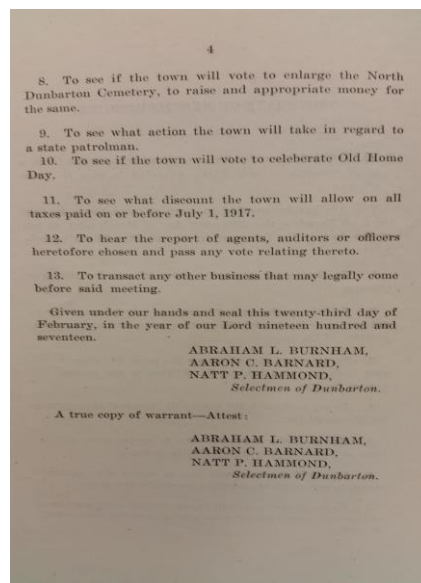 4
8. To see if the town will vote to enlarge the North
Dunbarton Cemetery, to raise and appropriate money for
the same.
9. To see what action the town will take in regard to
a state patrolman.
10. To see if the town will vote to celeberate Old Home
Day.
11. To see what discount the town will allow on all
taxes paid on or before July 1, 1917.
12. To hear the report of agents, auditors or officers
heretofore chosen and pass any vote relating thereto.
13. To transact any other business that may legally come
before said meeting.
Given under our hands and seal this twenty-third day of
February, in the year of our Lord nineteen hundred and
seventeen.
ABRAHAM L. BURNHAM,
AARON C. BARNARD,
NATT P. HAMMOND,
Selectmen of Dunbarton.
A true copy of warrant—Attest:
ABRAHAM L. BURNHAM,
AARON C. BARNARD,
NATT P. HAMMOND,
Selectmen of Dunbarton.